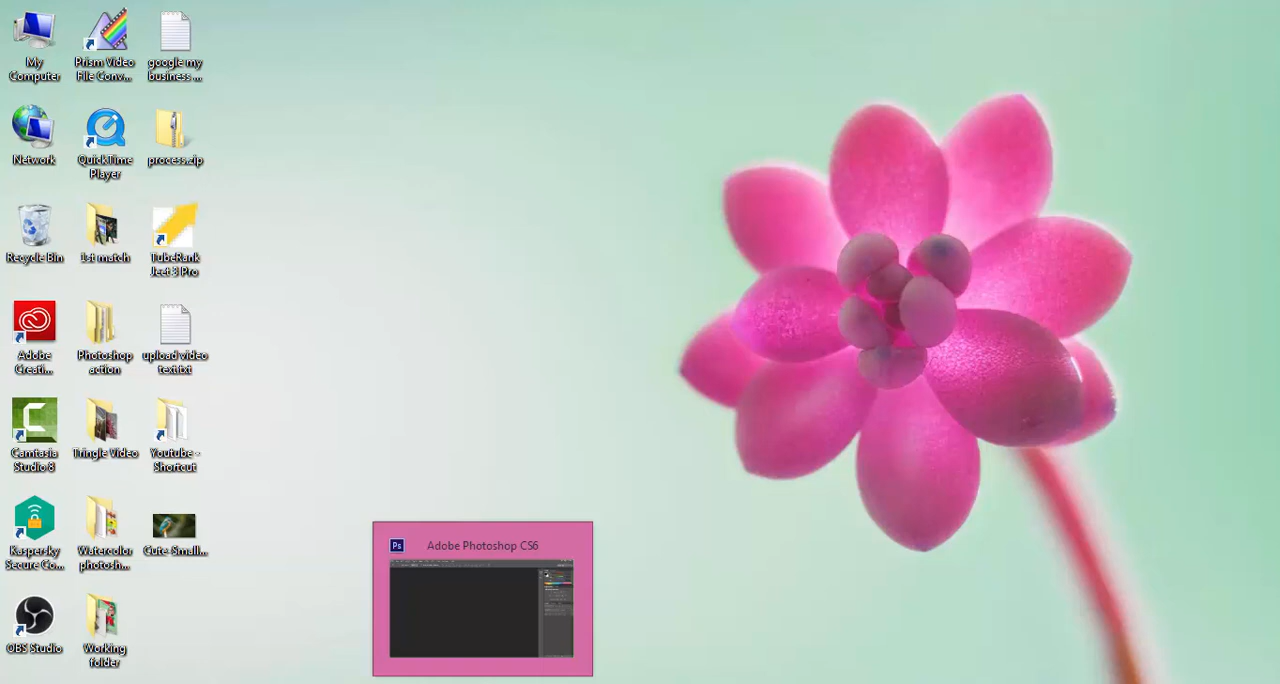 My
Computer
Prism Video
File Conv...
google my
business ...
Network
QuickTime
Player
process.zip
Recycle Bin
1st match
TubeRank
Jeet 3 Pro
Adobe
Creati...
Photoshop
action
upload video
text.txt
Camtasia
Studio 8
Tringle Video
Youtube -
Shortcut
Kaspersky
Secure Co...
Watercolor
photosh...
Cute-Small...
OBS Studio
Working
folder
Ps
Adobe Photoshop CS6